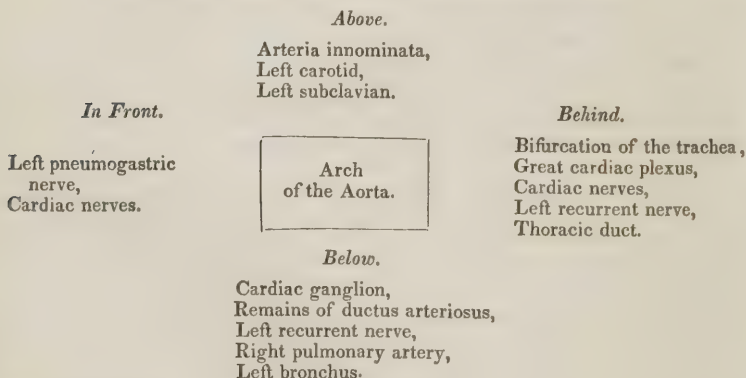 Above.
Arteria innominata,
Left carotid,
Left subclavian.
In Front.
Left pneumogastric
nerve,
Cardiac nerves.
Arch
of the Aorta.
Behind.
Bifurcation of the trachea,
Great cardiac plexus,
Cardiac nerves,
Left recurrent nerve,
Thoracic duct.
Below.
Cardiac ganglion,
Remains of ductus arteriosus,
Left recurrent nerve,
Right pulmonary artery,
Left bronchus.